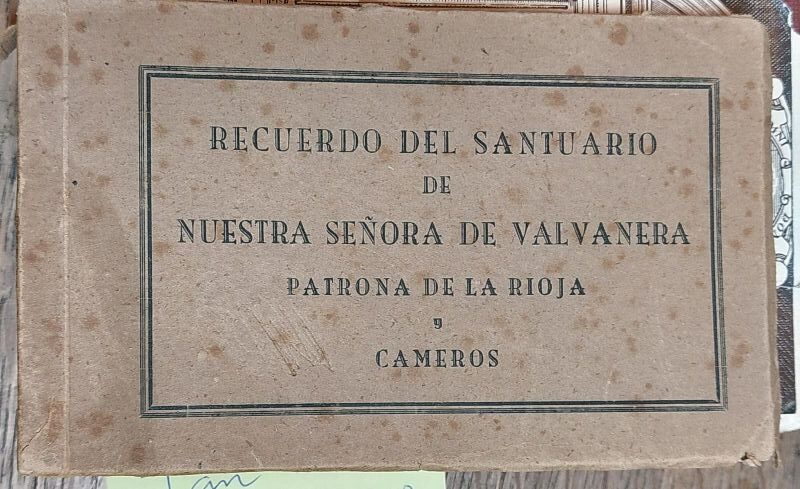 RECUERDO DEL SANTUARIO
DE
NUESTRA SEÑORA DE VALVANERA
PATRONA DE LA RIOJA
y
CAMEROS